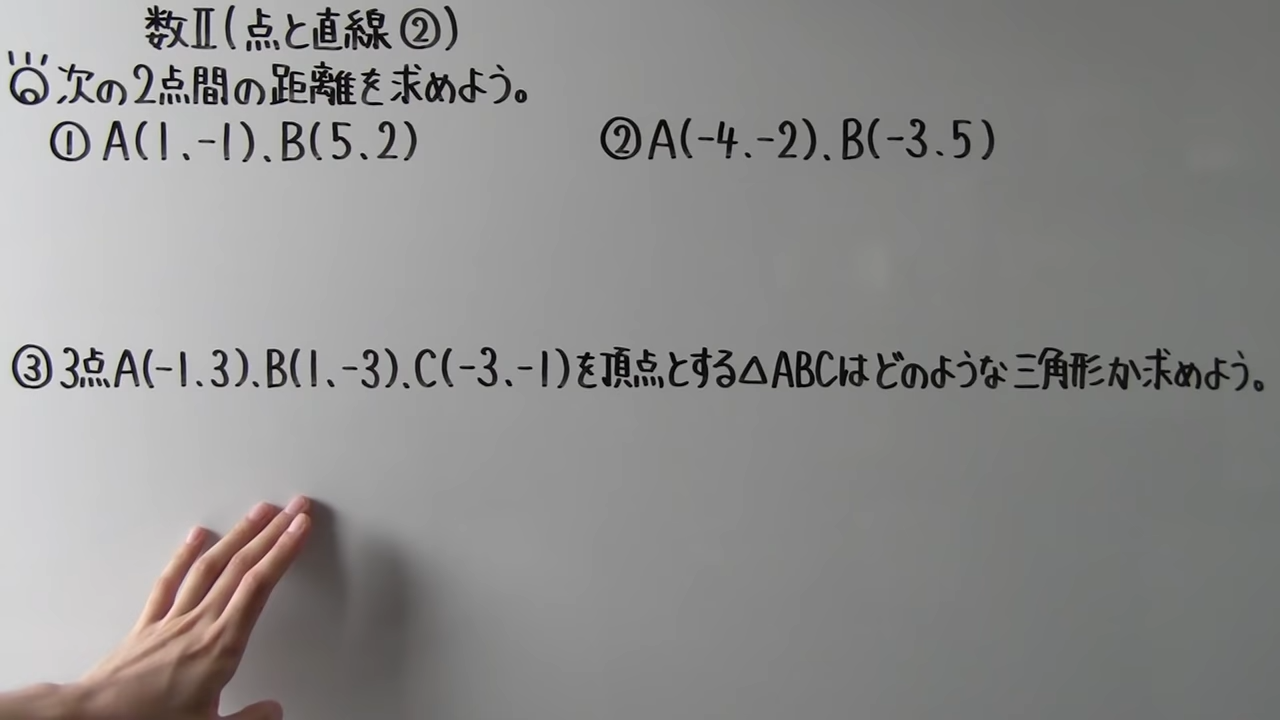 数Ⅱ(点と直線②)
次の2点間の距離を求めよう。
①A(1.-1).B(5.2)
②A(-4.-2).B(-3.5)
③3点A(-1.3).B(1.-3).C(-3.-1)を頂点とする△ABCはどのような三角形か求めよう。